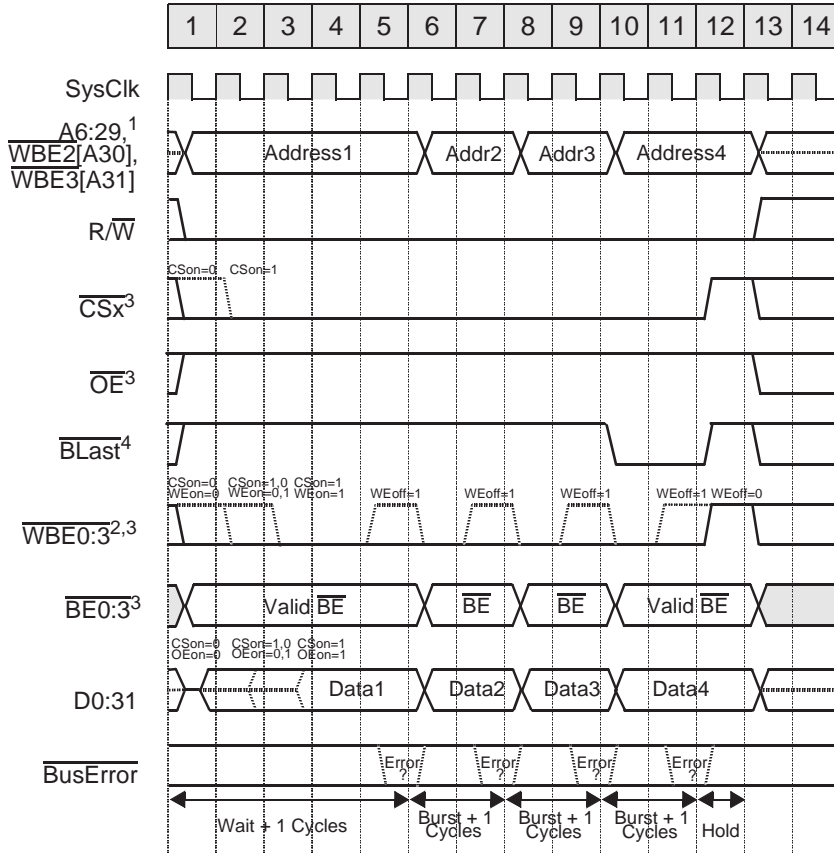 1 2 3 4 5 6 7 8 9 10 11 12 13 14
SysClk
A6:29,1
WBE2[A30],
WBE3[A31]
Address1 Addr2 Addr3 Address4
R/W
CSon=0 CSon=1
CSx3
OE3
BLast4
CSon=0 CSon=1,0 CSon=1
WEon=0 WEon=0,1 WEon=1 WEoff=1 WEoff=1 WEoff=1 WEoff=1 WEoff=0
WBE0:32,3
BE0:33
Valid BE BE BE Valid BE
CSon=0 CSon=1,0 CSon=1
OEon=0 OEon=0,1 OEon=1
D0:31
Data1 Data2 Data3 Data4
BusError
Error Error Error Error
? ? ? ?
Wait + 1 Cycles Burst + 1 Burst + 1 Burst + 1 Hold
Cycles Cycles Cycles